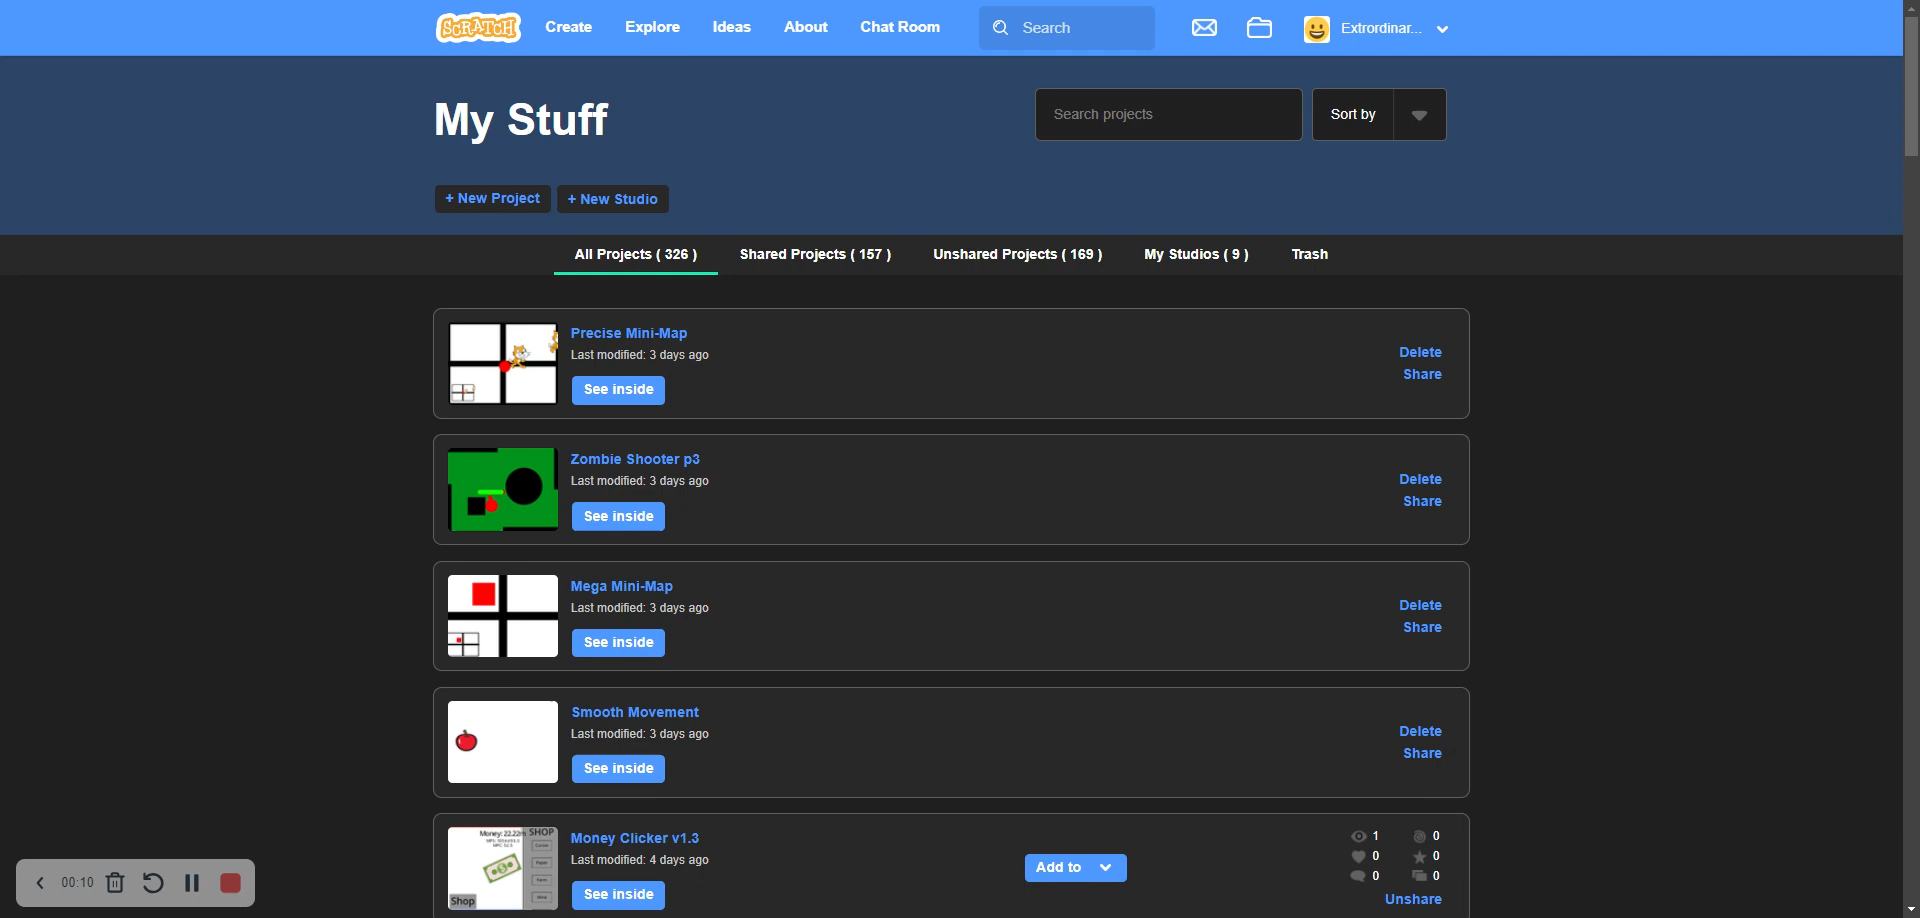 SCRATCH Create Explore Ideas About Chat Room Search Extrordinar...
My Stuff
Search projects
Sort by
+ New Project
+ New Studio
All Projects ( 326 ) Shared Projects ( 157 ) Unshared Projects ( 169 ) My Studios ( 9 ) Trash
Precise Mini-Map
Last modified: 3 days ago
See inside
Delete
Share
Zombie Shooter p3
Last modified: 3 days ago
See inside
Delete
Share
Mega Mini-Map
Last modified: 3 days ago
See inside
Delete
Share
Smooth Movement
Last modified: 3 days ago
See inside
Delete
Share
Money: 22.22m SHOP
Shop
Money Clicker v1.3
Last modified: 4 days ago
See inside
Add to
1 0
0 0
0 0
Unshare
00:10